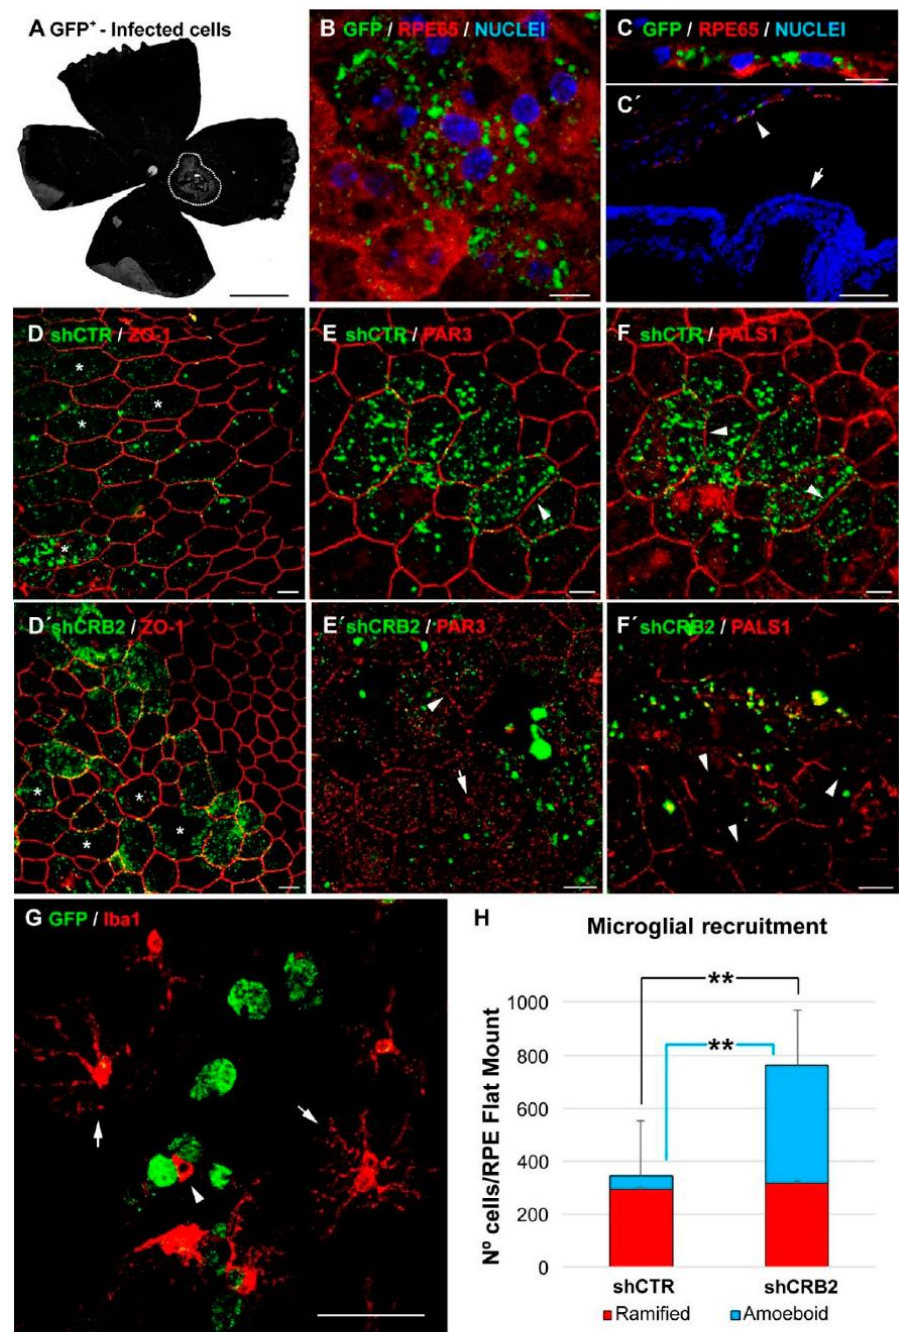 A GFP⁺ - Infected cells
B GFP / RPE65 / NUCLEI
C GFP / RPE65 / NUCLEI
C´
D shCTR / ZO-1
E shCTR / PAR3
F shCTR / PALS1
*
*
*
*
D´ shCRB2 / ZO-1
E´ shCRB2 / PAR3
F´ shCRB2 / PALS1
*
*
*
*
G GFP / Iba1
H
Microglial recruitment
Nº cells/RPE Flat Mount
1000
800
600
400
200
0
**
**
shCTR
shCRB2
Ramified
Amoeboid